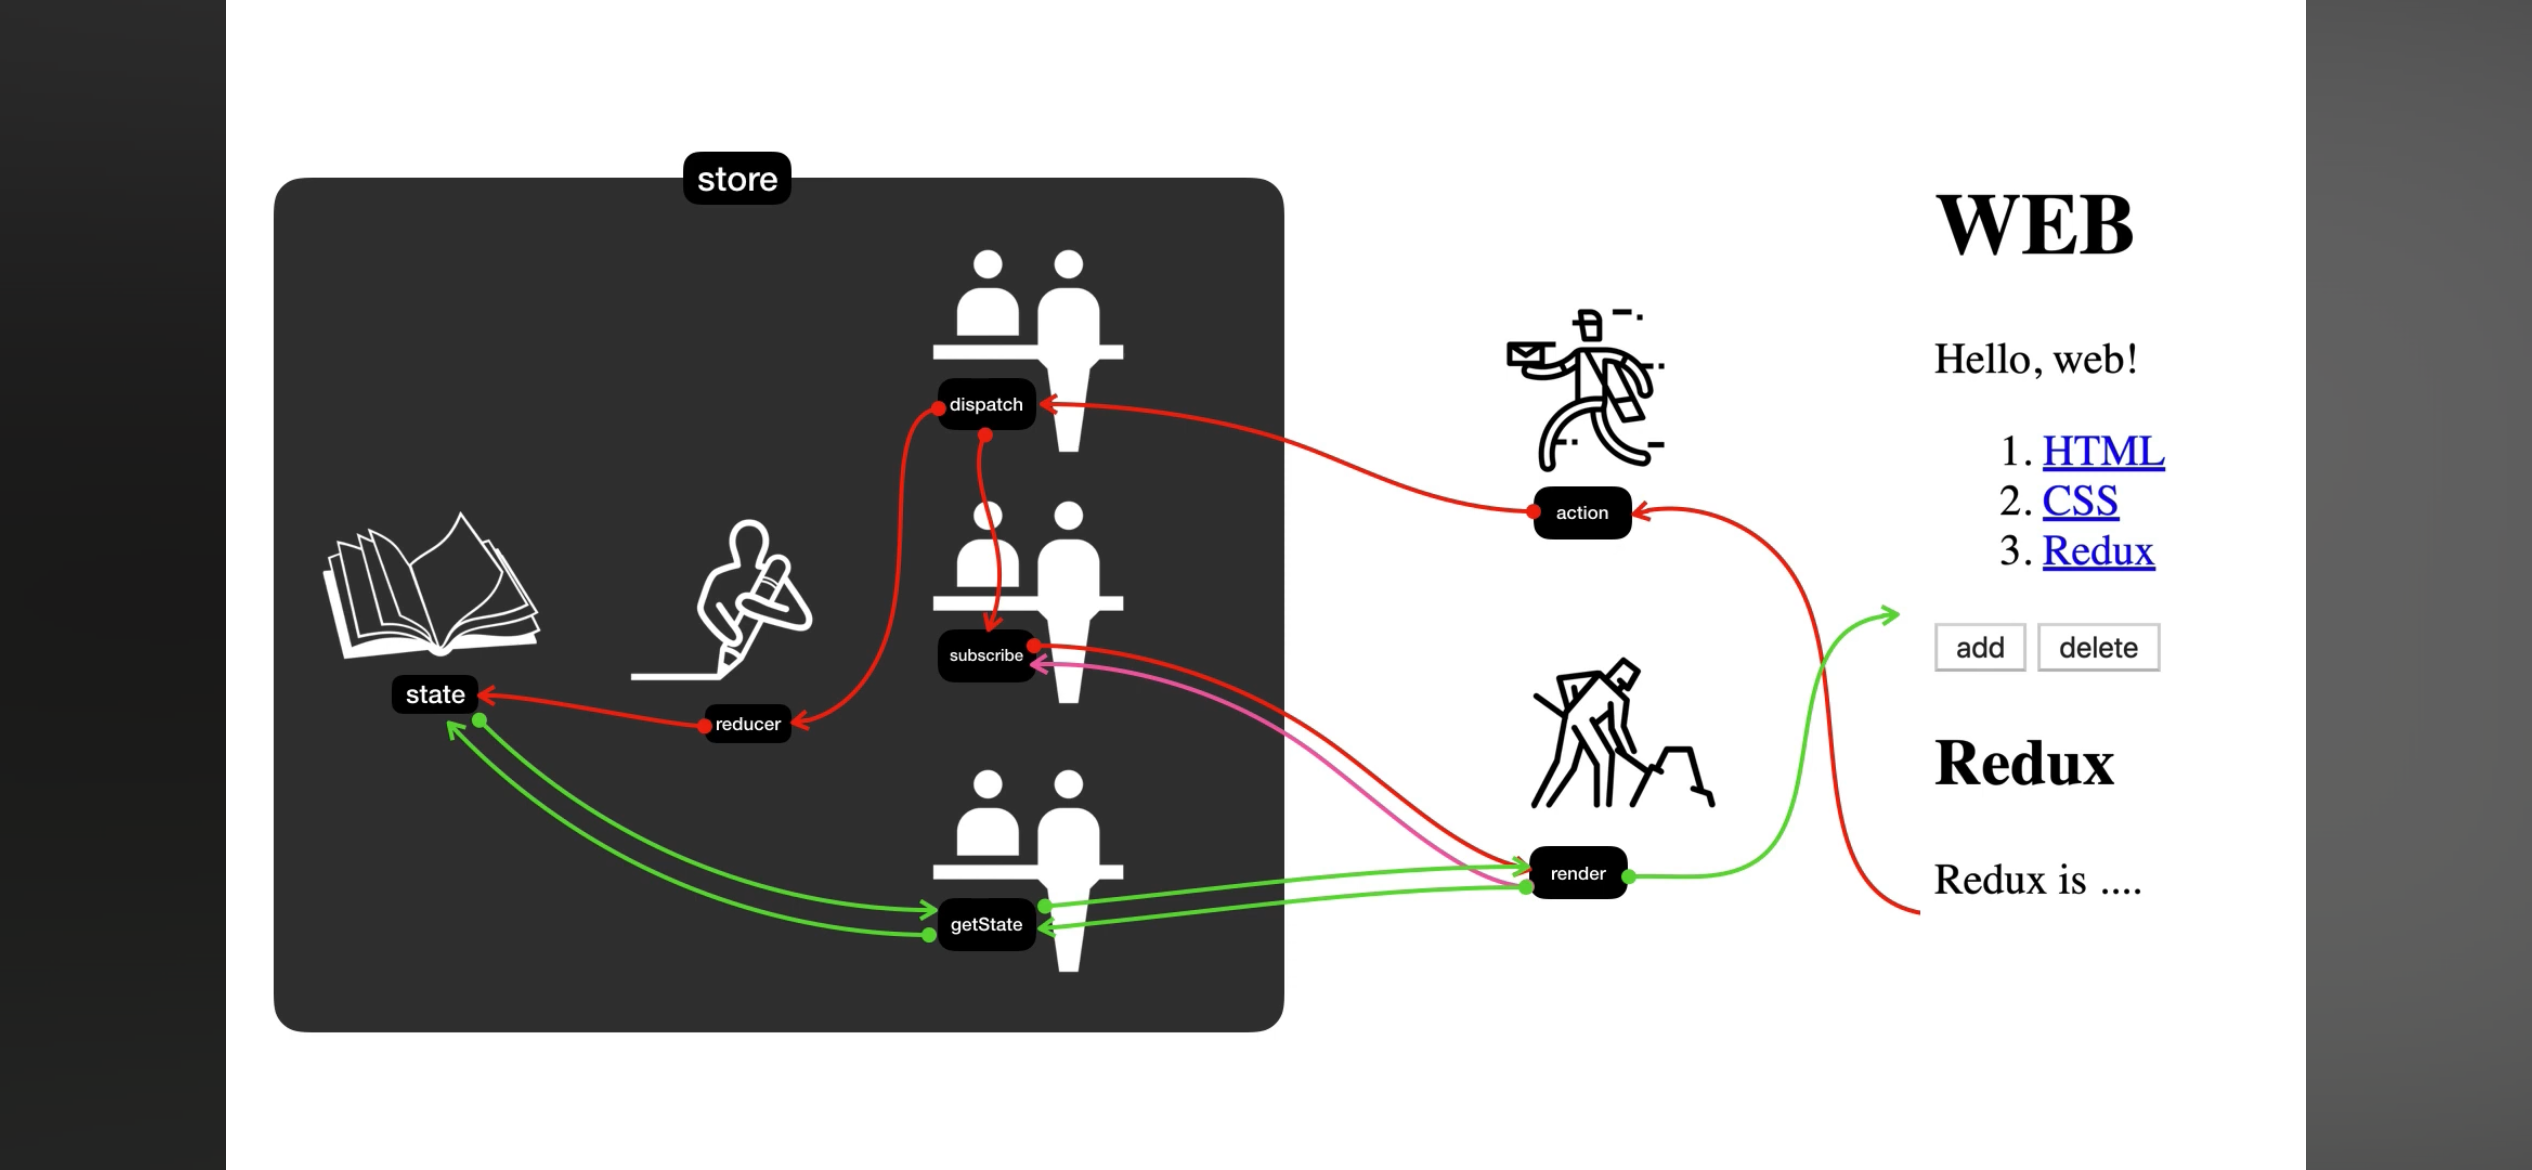 store
dispatch
subscribe
state
reducer
getState
action
render
WEB
Hello, web!
1. HTML
2. CSS
3. Redux
add
delete
Redux
Redux is ....